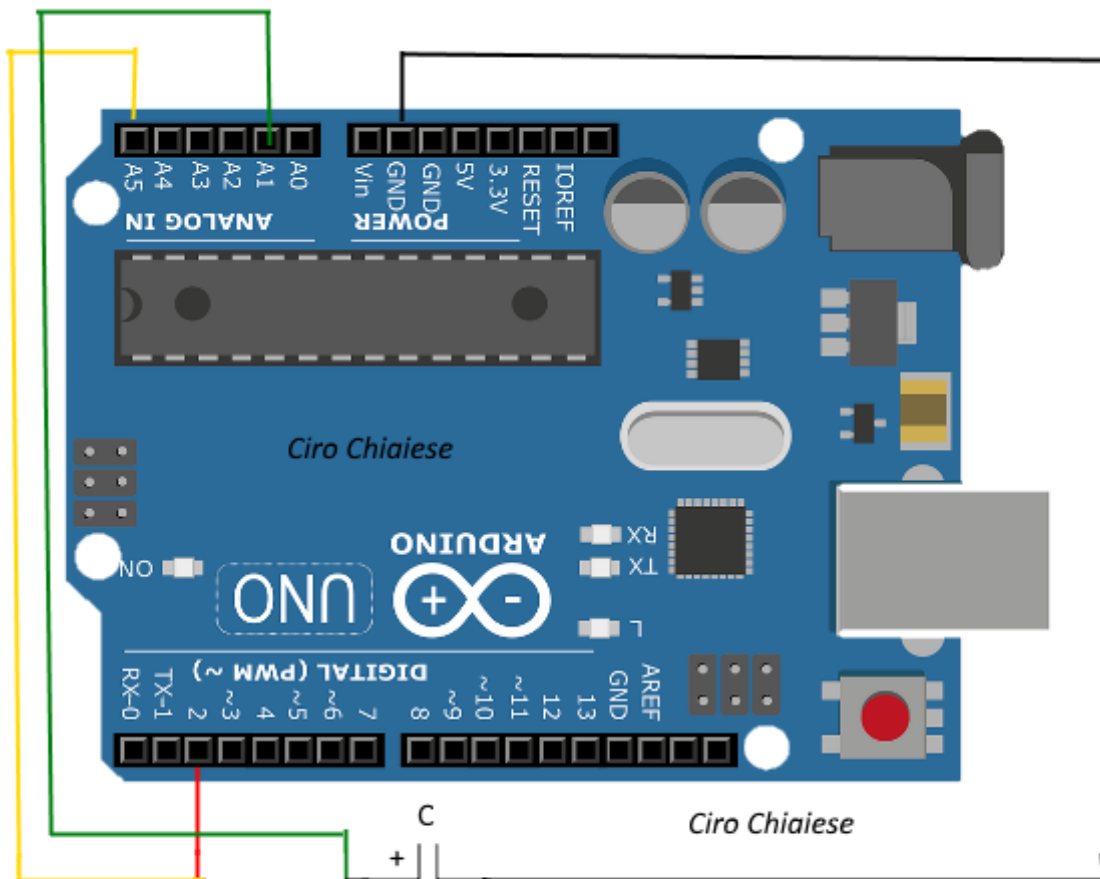 A5 A4 A3 A2 A1 A0 Vin GND GND 5V 3.3V RESET IOREF
ANALOG IN POWER
Ciro Chiaiese
ARDUINO
RX
ON TX
UNO + -
L
DIGITAL (PWM ~)
RX-0 TX-1 2 ~3 4 ~5 ~6 7 8 ~9 ~10 ~11 12 13 GND AREF
C
Ciro Chiaiese
+